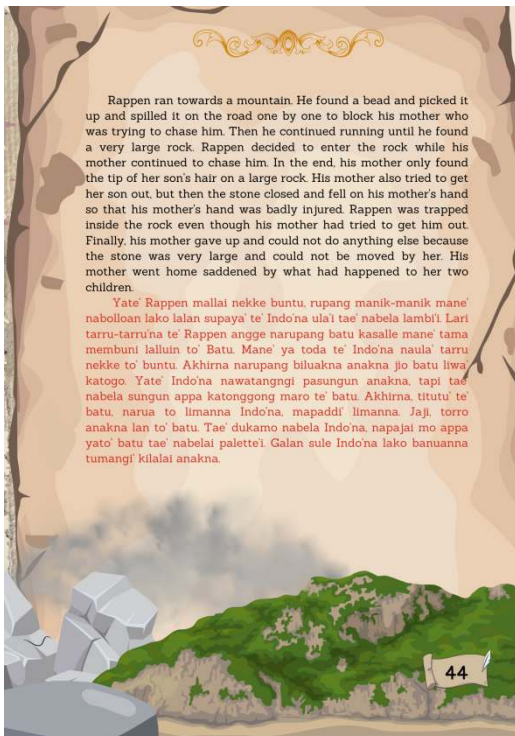 Rappen ran towards a mountain. He found a bead and picked it
up and spilled it on the road one by one to block his mother who
was trying to chase him. Then he continued running until he found
a very large rock. Rappen decided to enter the rock while his
mother continued to chase him. In the end, his mother only found
the tip of her son's hair on a large rock. His mother also tried to get
her son out, but then the stone closed and fell on his mother's hand
so that his mother's hand was badly injured. Rappen was trapped
inside the rock even though his mother had tried to get him out.
Finally, his mother gave up and could not do anything else because
the stone was very large and could not be moved by her. His
mother went home saddened by what had happened to her two
children.
Yate' Rappen mallai nekke buntu, rupang manik-manik mane'
nabolloan lako lalan supaya' te' Indo'na ula'i tae' nabela lambi'i. Lari
tarru-tarru'na te' Rappen angge narupang batu kasalle mane' tama
membuni lalluin to' Batu. Mane' ya toda te' Indo'na naula' tarru
nekke to' buntu. Akhirna narupang biluakna anakna jio batu liwa'
katogo. Yate' Indo'na nawatangngi pasungun anakna, tapi tae'
nabela sungun appa katonggong maro te' batu. Akhirna, titutu' te'
batu, narua to limanna Indo'na, mapaddi' limanna. Jaji, torro
anakna lan to' batu. Tae' dukamo nabela Indo'na, napajai mo appa
yato' batu tae' nabelai palette'i. Galan sule Indo'na lako banuanna
tumangi' kilalai anakna.
44